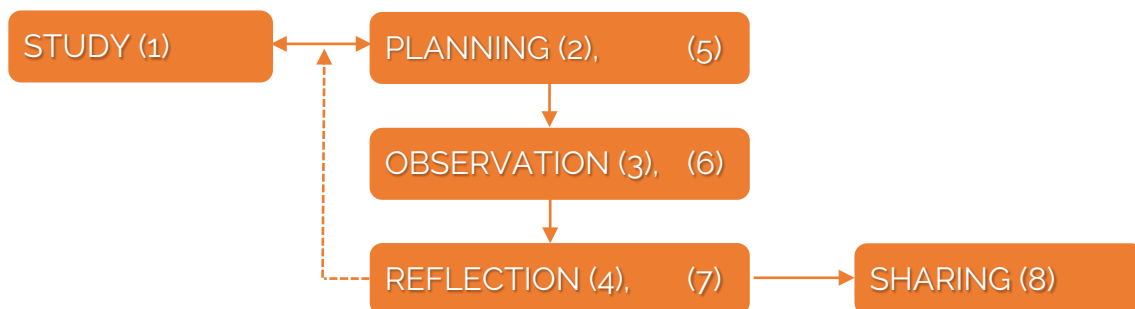 STUDY (1)
PLANNING (2), (5)
OBSERVATION (3), (6)
REFLECTION (4), (7)
SHARING (8)